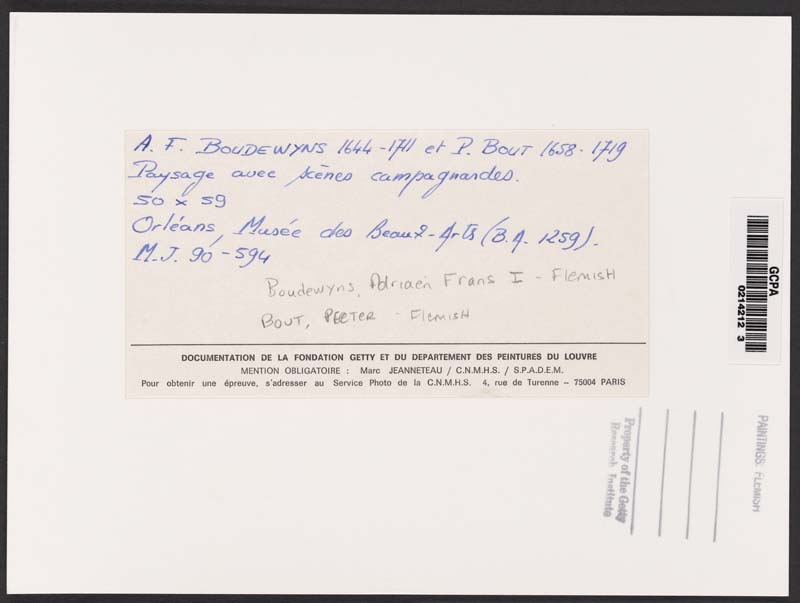 A. F. BOUDEWYNS 1644-1711 et P. BOUT 1658-1719
Paysage avec scènes campagnardes.
50 x 59
Orléans, Musée des Beaux-Arts (B.A. 1259).
M.J. 90-594
Boudewyns, Adriaen Frans I - Flemish
BOUT, PEETER - FlemisH
DOCUMENTATION DE LA FONDATION GETTY ET DU DEPARTEMENT DES PEINTURES DU LOUVRE
MENTION OBLIGATOIRE : Marc JEANNETEAU / C.N.M.H.S. / S.P.A.D.E.M.
Pour obtenir une épreuve, s'adresser au Service Photo de la C.N.M.H.S. 4, rue de Turenne – 75004 PARIS
GCPA
0214212 3
Property of the Getty
Research Institute
PAINTINGS: FLEMISH